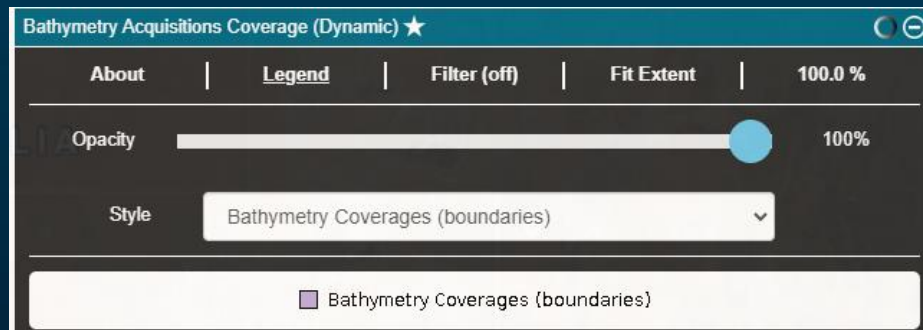 Bathymetry Acquisitions Coverage (Dynamic) ★
About | Legend | Filter (off) | Fit Extent | 100.0 %
LIA
Opacity 100%
Style Bathymetry Coverages (boundaries)
Bathymetry Coverages (boundaries)